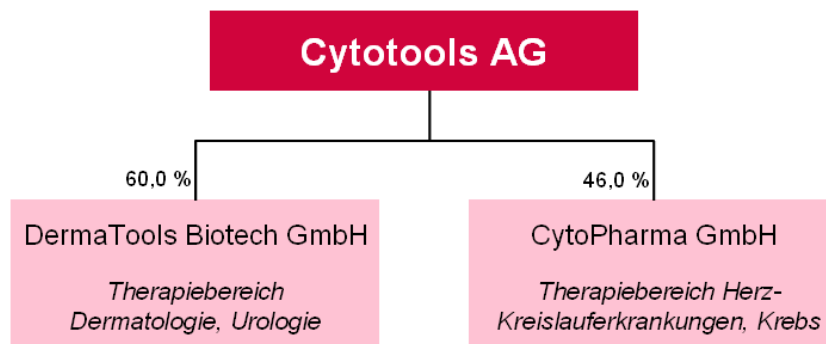 Cytotools AG
60,0 %
46,0 %
DermaTools Biotech GmbH
CytoPharma GmbH
Therapiebereich
Dermatologie, Urologie
Therapiebereich Herz-
Kreislauferkrankungen, Krebs